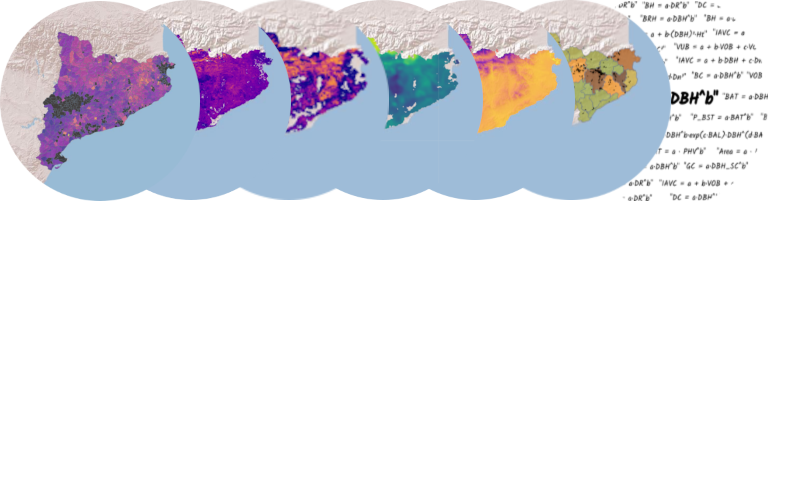 "BH = a·DR^b" "DC =
"BRH = a·DBH^b" "BH =
a + b·(DBH)²·Ht" "IAVC = a
"VUB = a + b·VOB +
"IAVC = a + b·DBH +
"BC = a·DBH^b" "VOB
DBH^b" "BAT = a·DBH
"P_BST = a·BAT^b"
DBH^b·exp(c·BAL)·DBH^(d·BA
= a · PHV^b" "Area = a ·
a·DBH^b" "GC = a·DBH_SC^b"
a·DR^b" "IAVC = a + b·VOB +
a·DR^b" "DC = a·DBH^